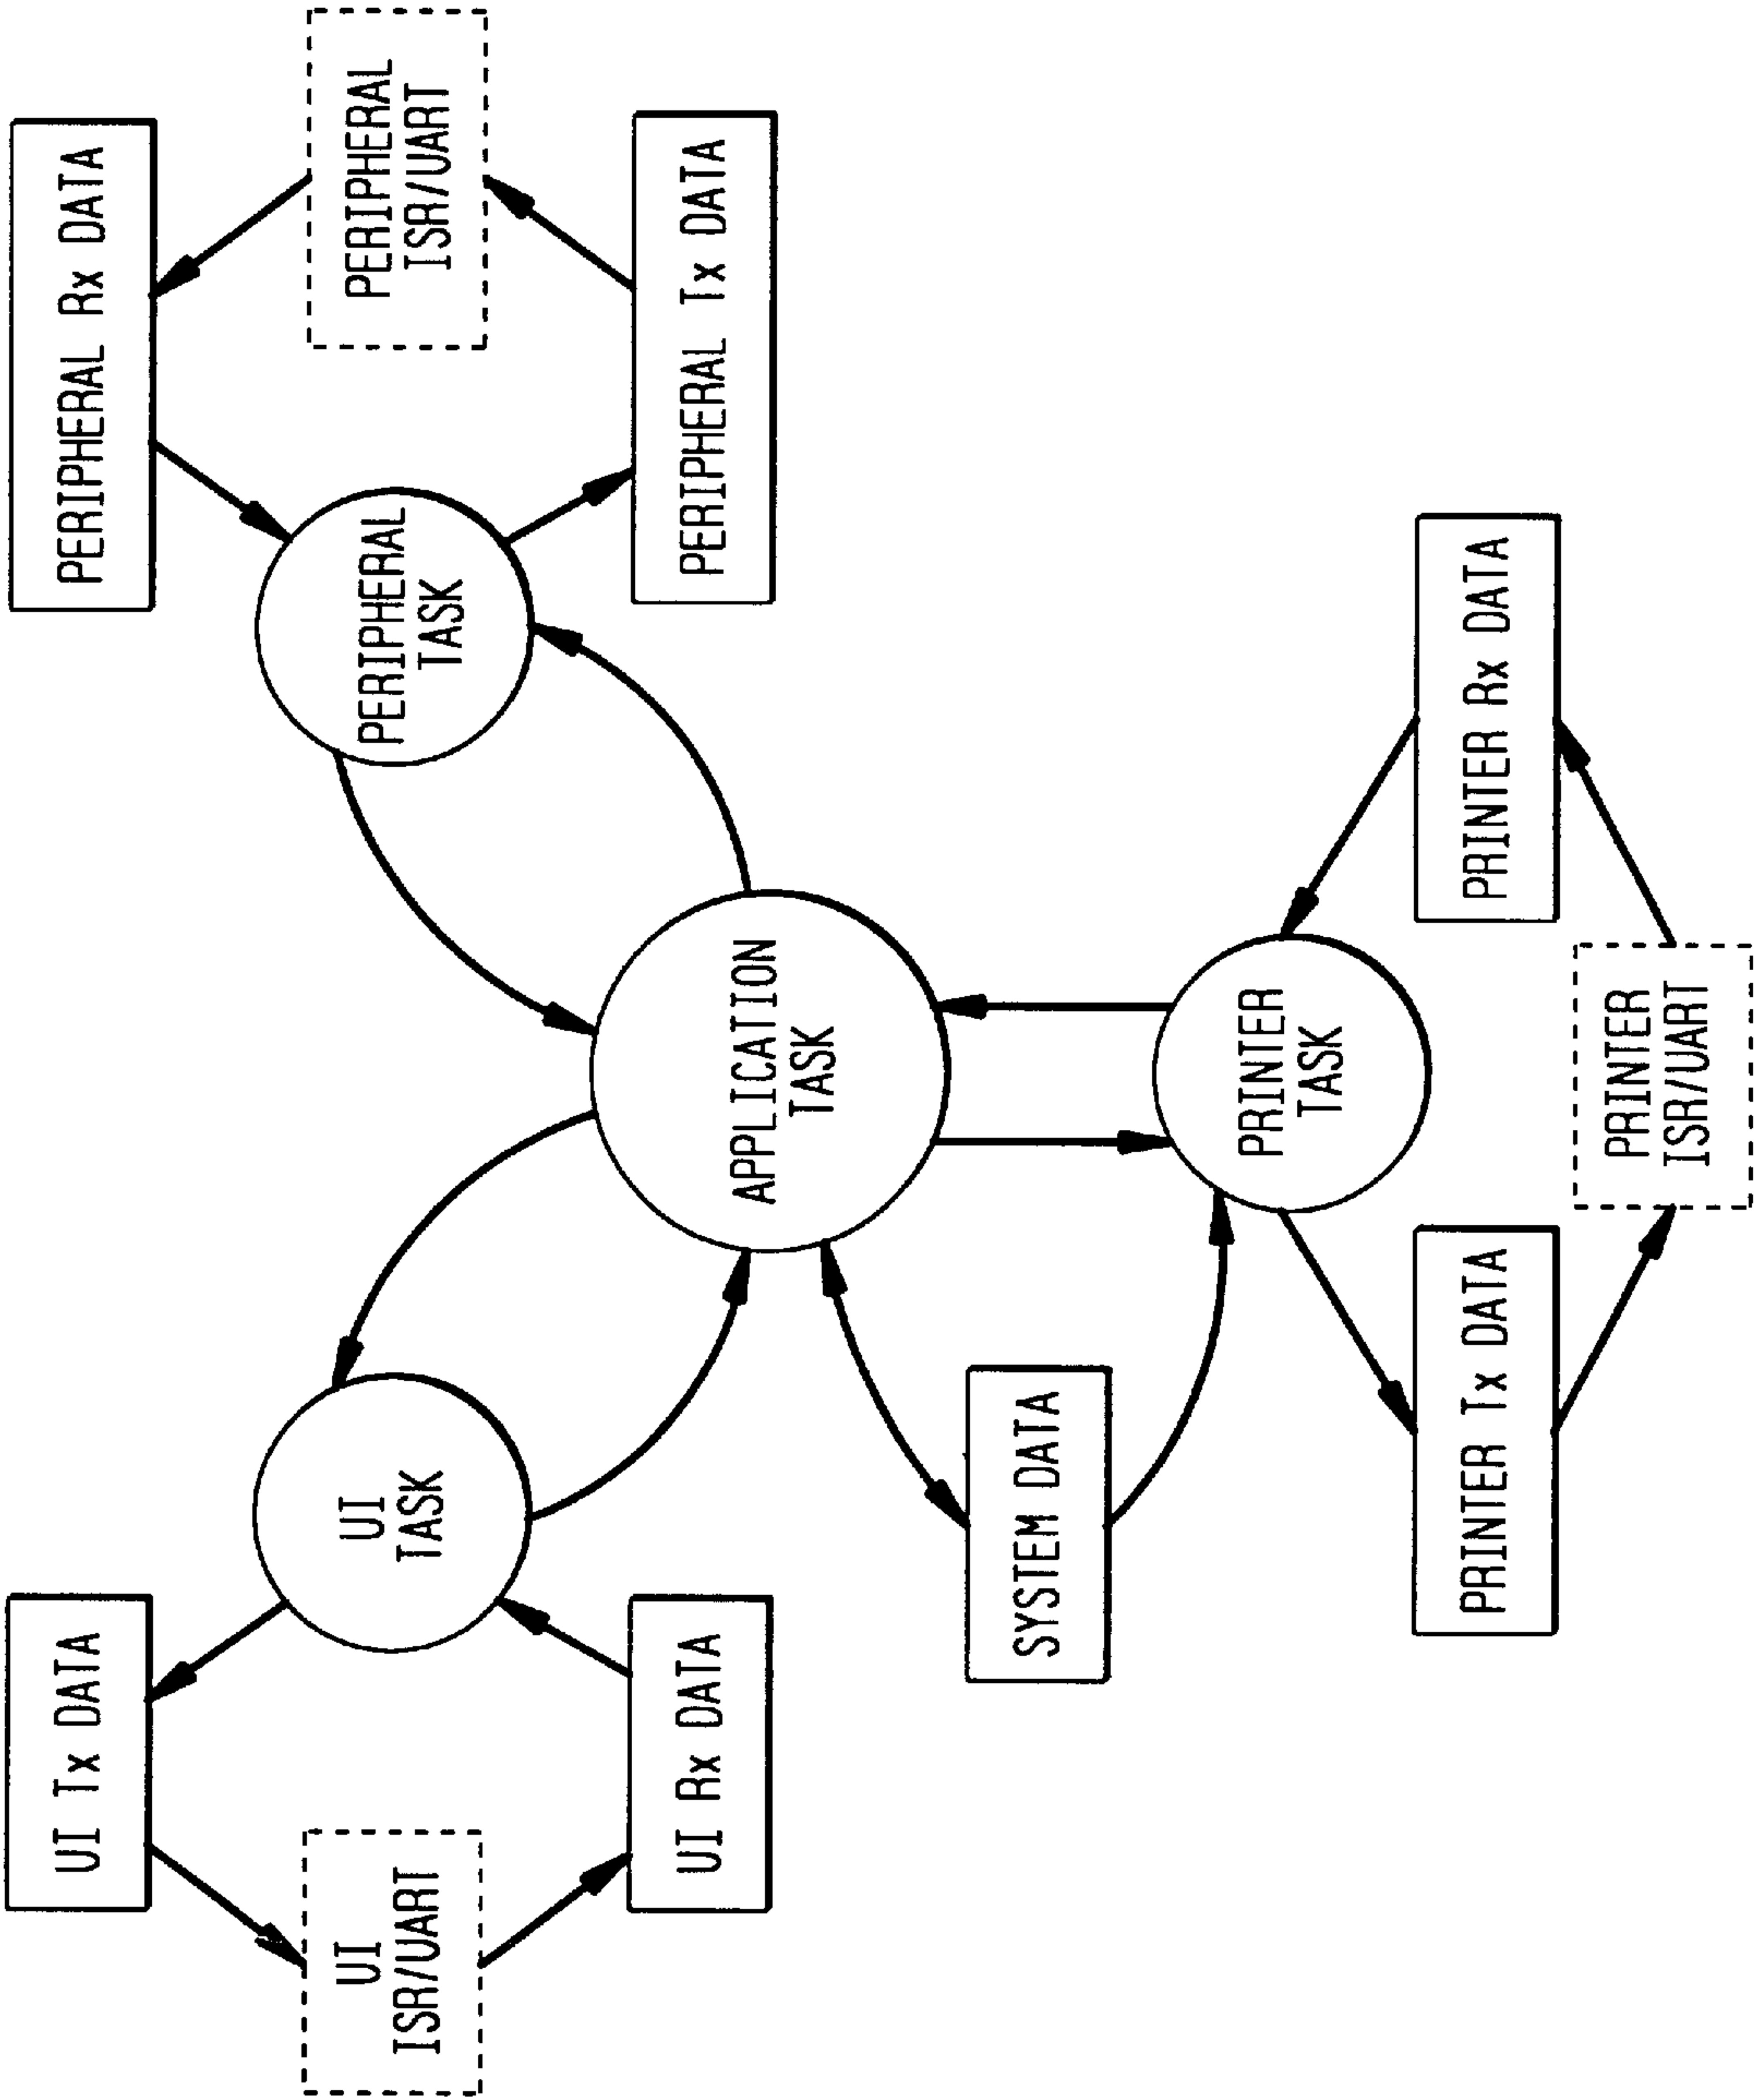 UI Tx DATA
PERIPHERAL Rx DATA
UI
ISR/UART
UI
TASK
PERIPHERAL
TASK
PERIPHERAL
ISR/UART
UI Rx DATA
APPLICATION
TASK
PERIPHERAL Tx DATA
SYSTEM DATA
PRINTER
TASK
PRINTER Tx DATA
PRINTER Rx DATA
PRINTER
ISR/UART